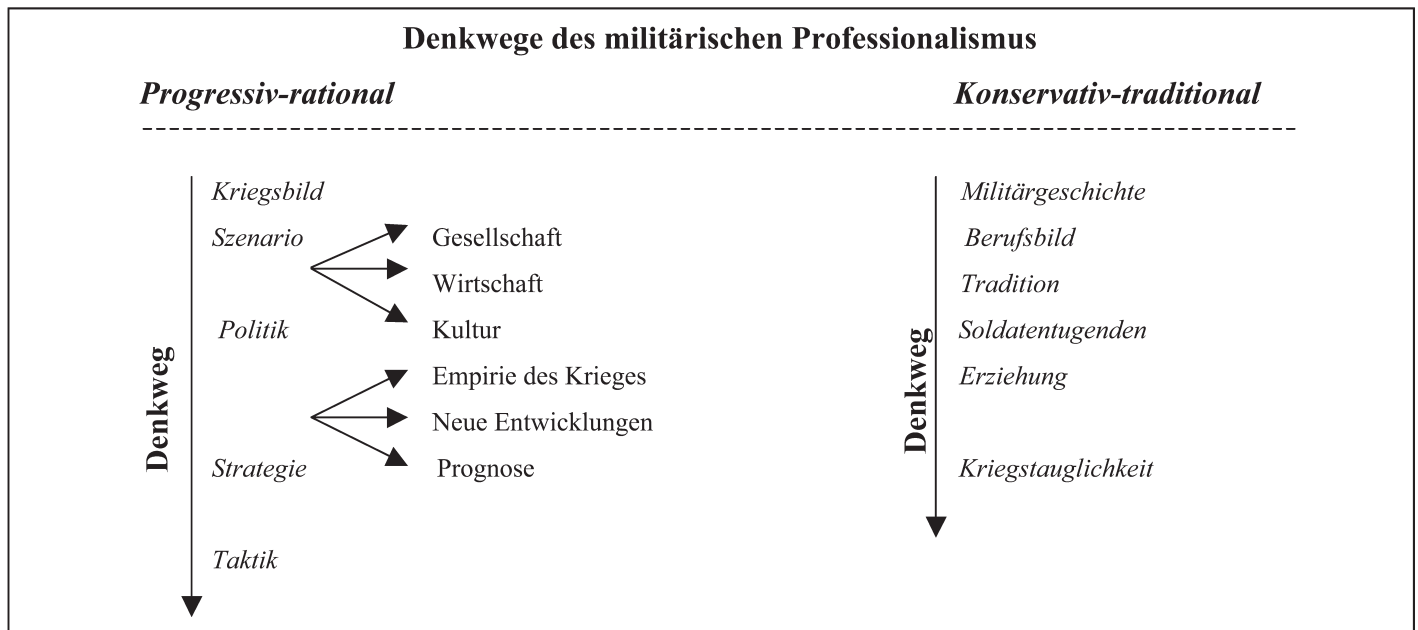 Denkwege des militärischen Professionalismus
Progressiv-rational
Konservativ-traditional
Denkweg
Kriegsbild
Szenario
Gesellschaft
Wirtschaft
Politik
Kultur
Empirie des Krieges
Neue Entwicklungen
Strategie
Prognose
Taktik
Denkweg
Militärgeschichte
Berufsbild
Tradition
Soldatentugenden
Erziehung
Kriegstauglichkeit